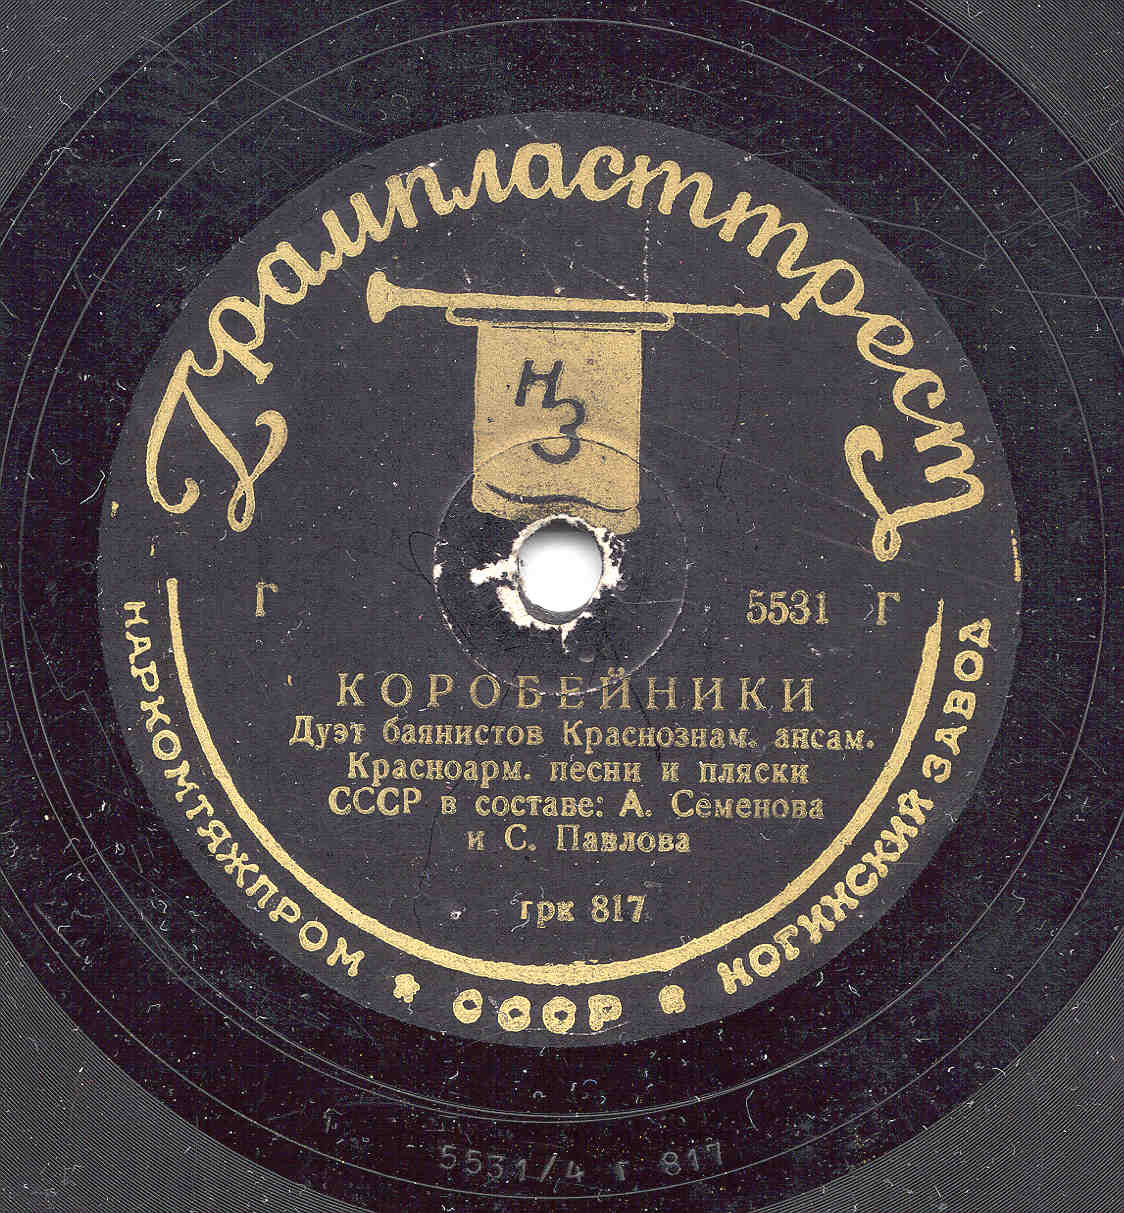 Грампласттрест
НЗ
Г 5531 Г
КОРОБЕЙНИКИ
Дуэт баянистов Краснознам. ансам.
Красноарм. песни и пляски
СССР в составе: А. Семенова
и С. Павлова
грк 817
НАРКОМТЯЖПРОМ ★ СССР ★ НОГИНСКИЙ ЗАВОД
5531/4 г 817